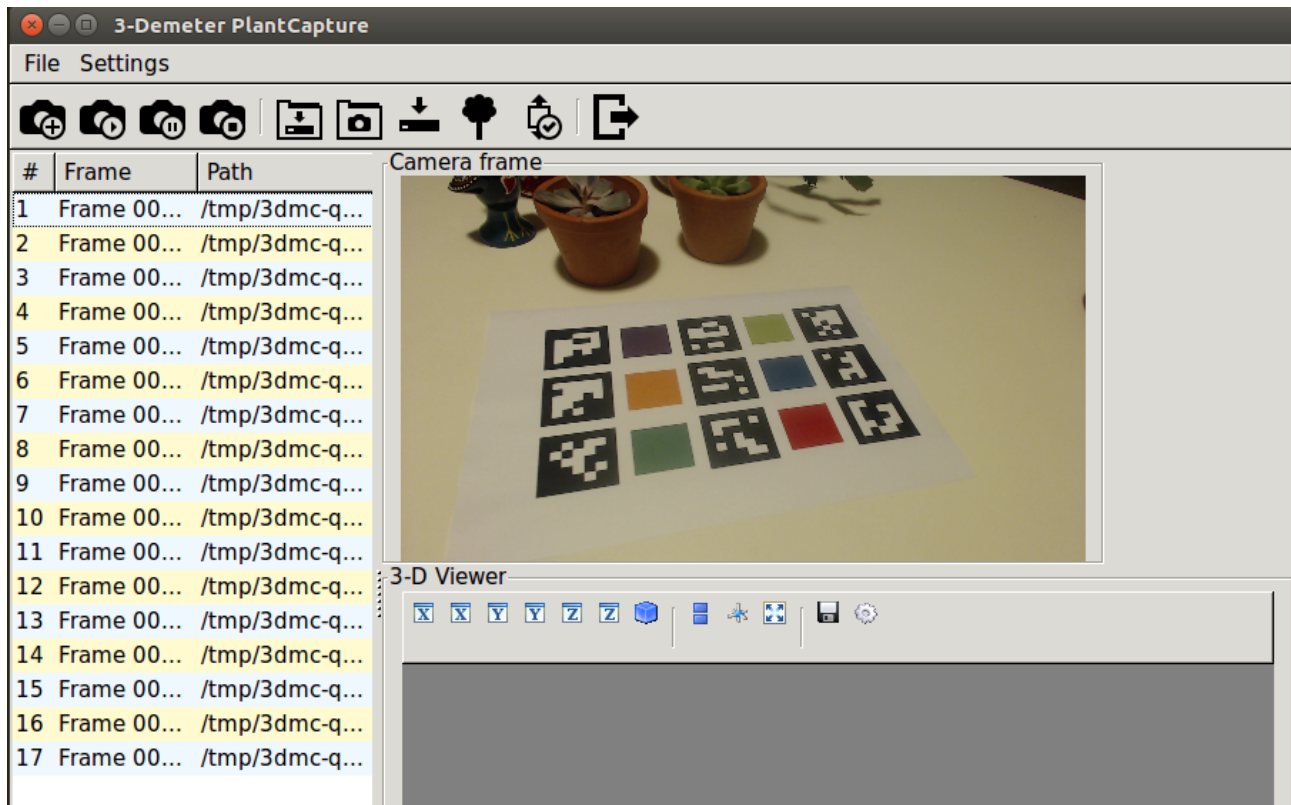 3-Demeter PlantCapture
File Settings
# Frame Path
1 Frame 00... /tmp/3dmc-q...
2 Frame 00... /tmp/3dmc-q...
3 Frame 00... /tmp/3dmc-q...
4 Frame 00... /tmp/3dmc-q...
5 Frame 00... /tmp/3dmc-q...
6 Frame 00... /tmp/3dmc-q...
7 Frame 00... /tmp/3dmc-q...
8 Frame 00... /tmp/3dmc-q...
9 Frame 00... /tmp/3dmc-q...
10 Frame 00... /tmp/3dmc-q...
11 Frame 00... /tmp/3dmc-q...
12 Frame 00... /tmp/3dmc-q...
13 Frame 00... /tmp/3dmc-q...
14 Frame 00... /tmp/3dmc-q...
15 Frame 00... /tmp/3dmc-q...
16 Frame 00... /tmp/3dmc-q...
17 Frame 00... /tmp/3dmc-q...
Camera frame
3-D Viewer
X X Y Y Z Z